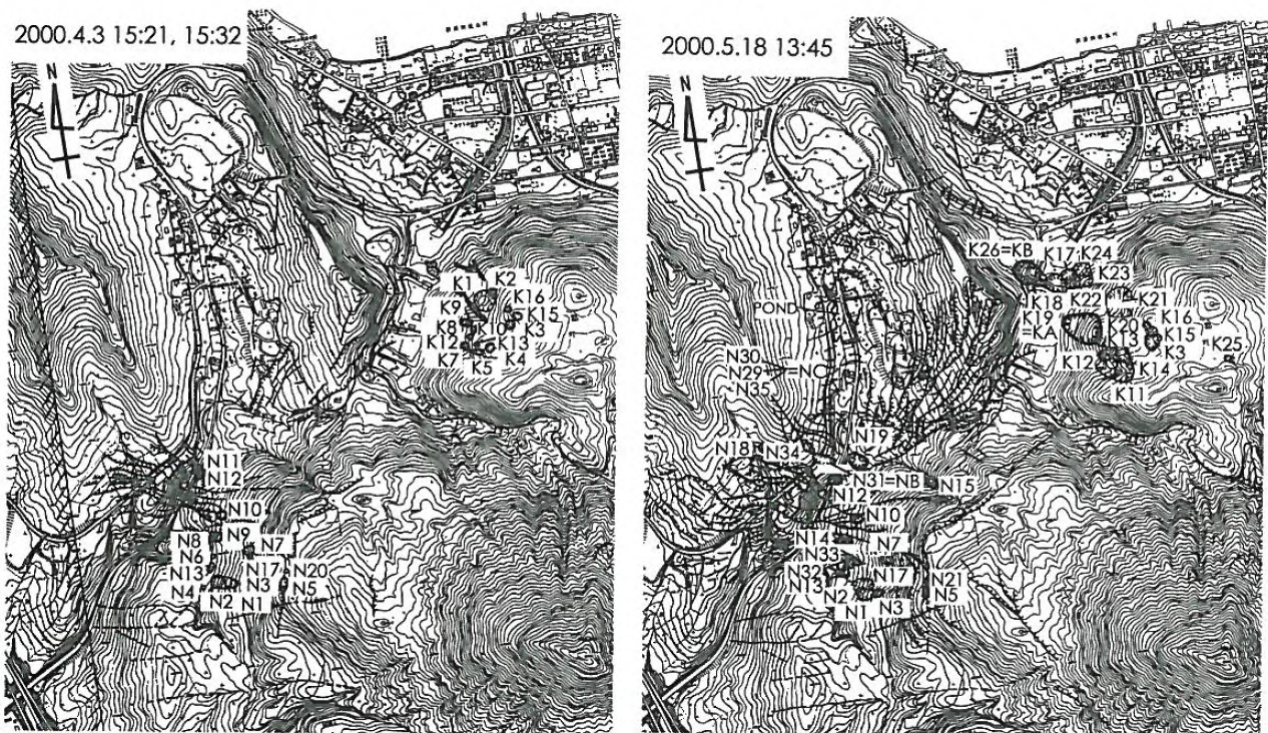 2000.4.3 15:21, 15:32
N
K1
K2
K16
K9
K15
K8
K10
K3
K12
K13
K7
K4
K5
N11
N12
N10
N9
N8
N7
N6
N13
N17
N20
N4
N3
N5
N2
N1
2000.5.18 13:45
N
K26=KB
K17
K24
K23
K18
K22
K21
POND
K19
=KA
K16
K20
K15
K13
K3
K25
K12
K14
K11
N30
N29
=NC
N35
N19
N18
N34
N31=NB
N15
N12
N10
N14
N7
N33
N32
N17
N13
N21
N2
N5
N1
N3